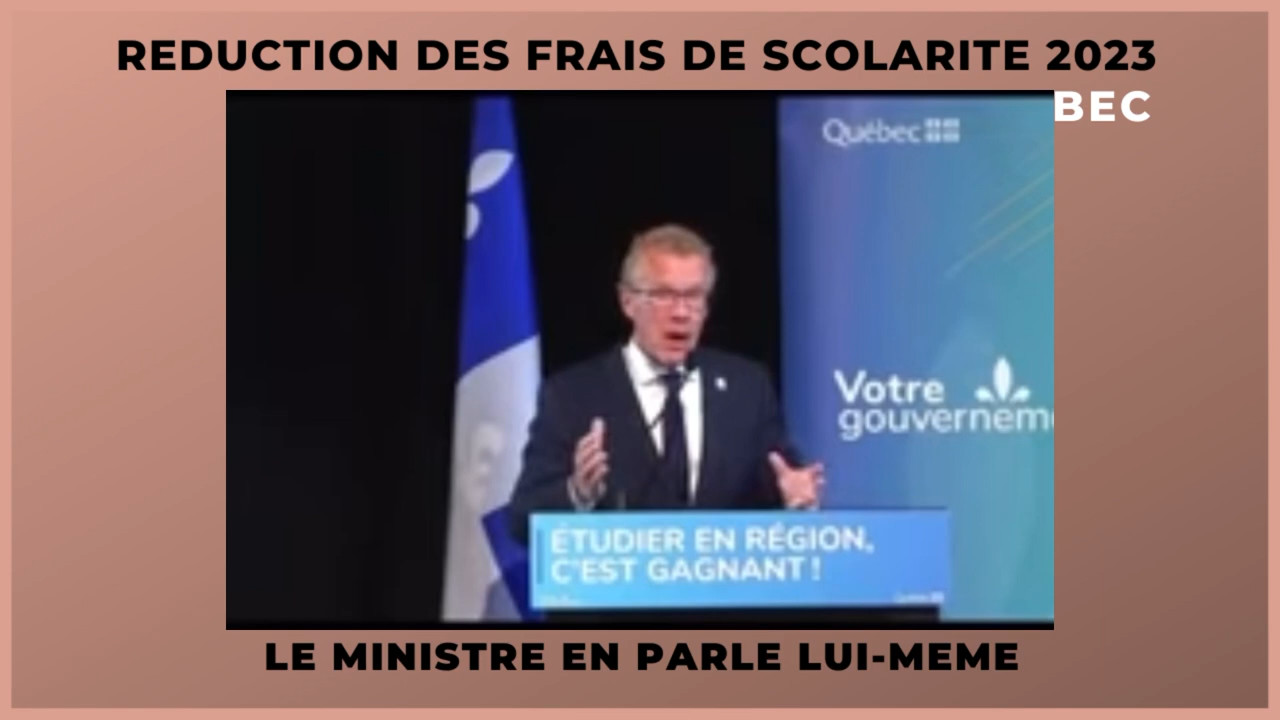 REDUCTION DES FRAIS DE SCOLARITE 2023
BEC
Québec
Votre
gouverneme
ÉTUDIER EN RÉGION,
C'EST GAGNANT !
LE MINISTRE EN PARLE LUI-MEME